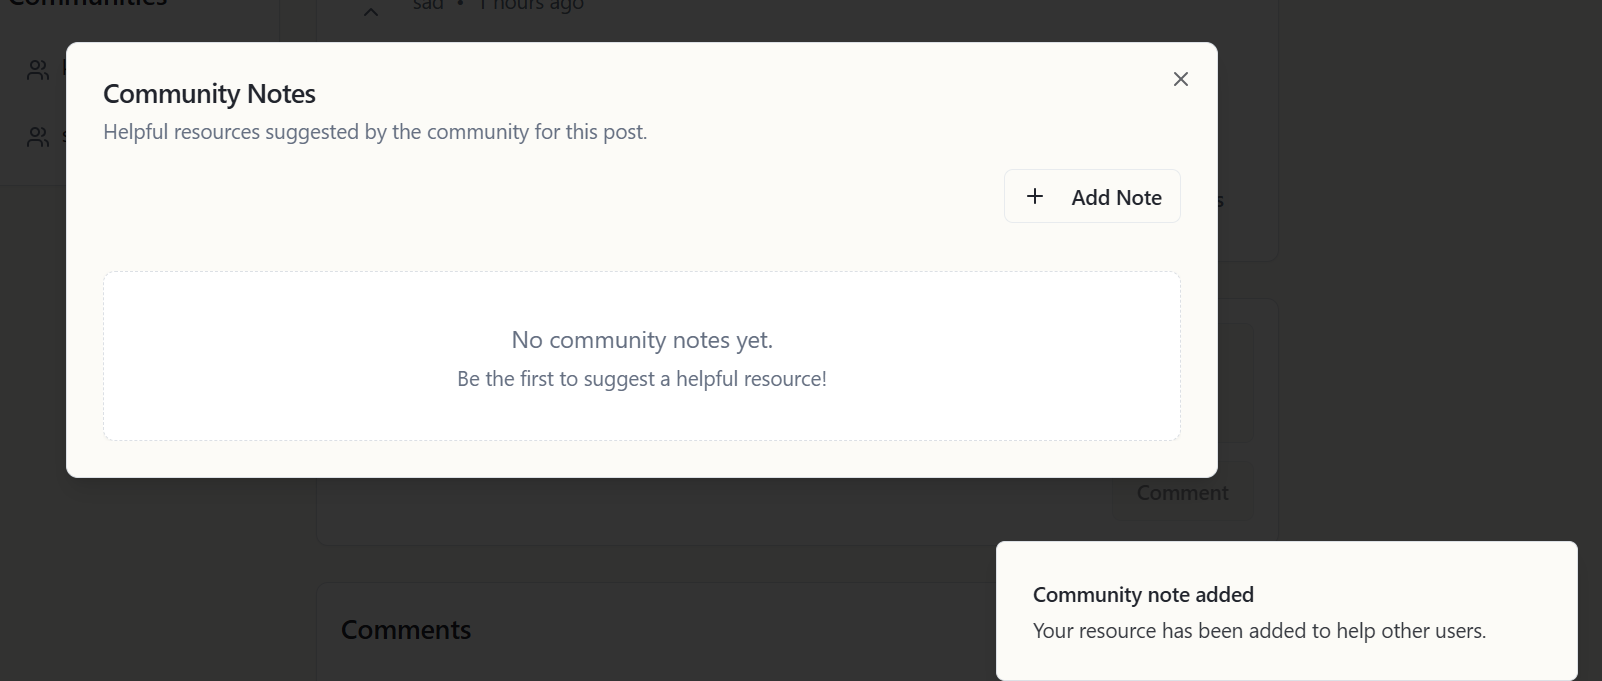 Communities
sad • 1 hours ago
Community Notes
Helpful resources suggested by the community for this post.
+ Add Note
No community notes yet.
Be the first to suggest a helpful resource!
Comment
Community note added
Your resource has been added to help other users.
Comments